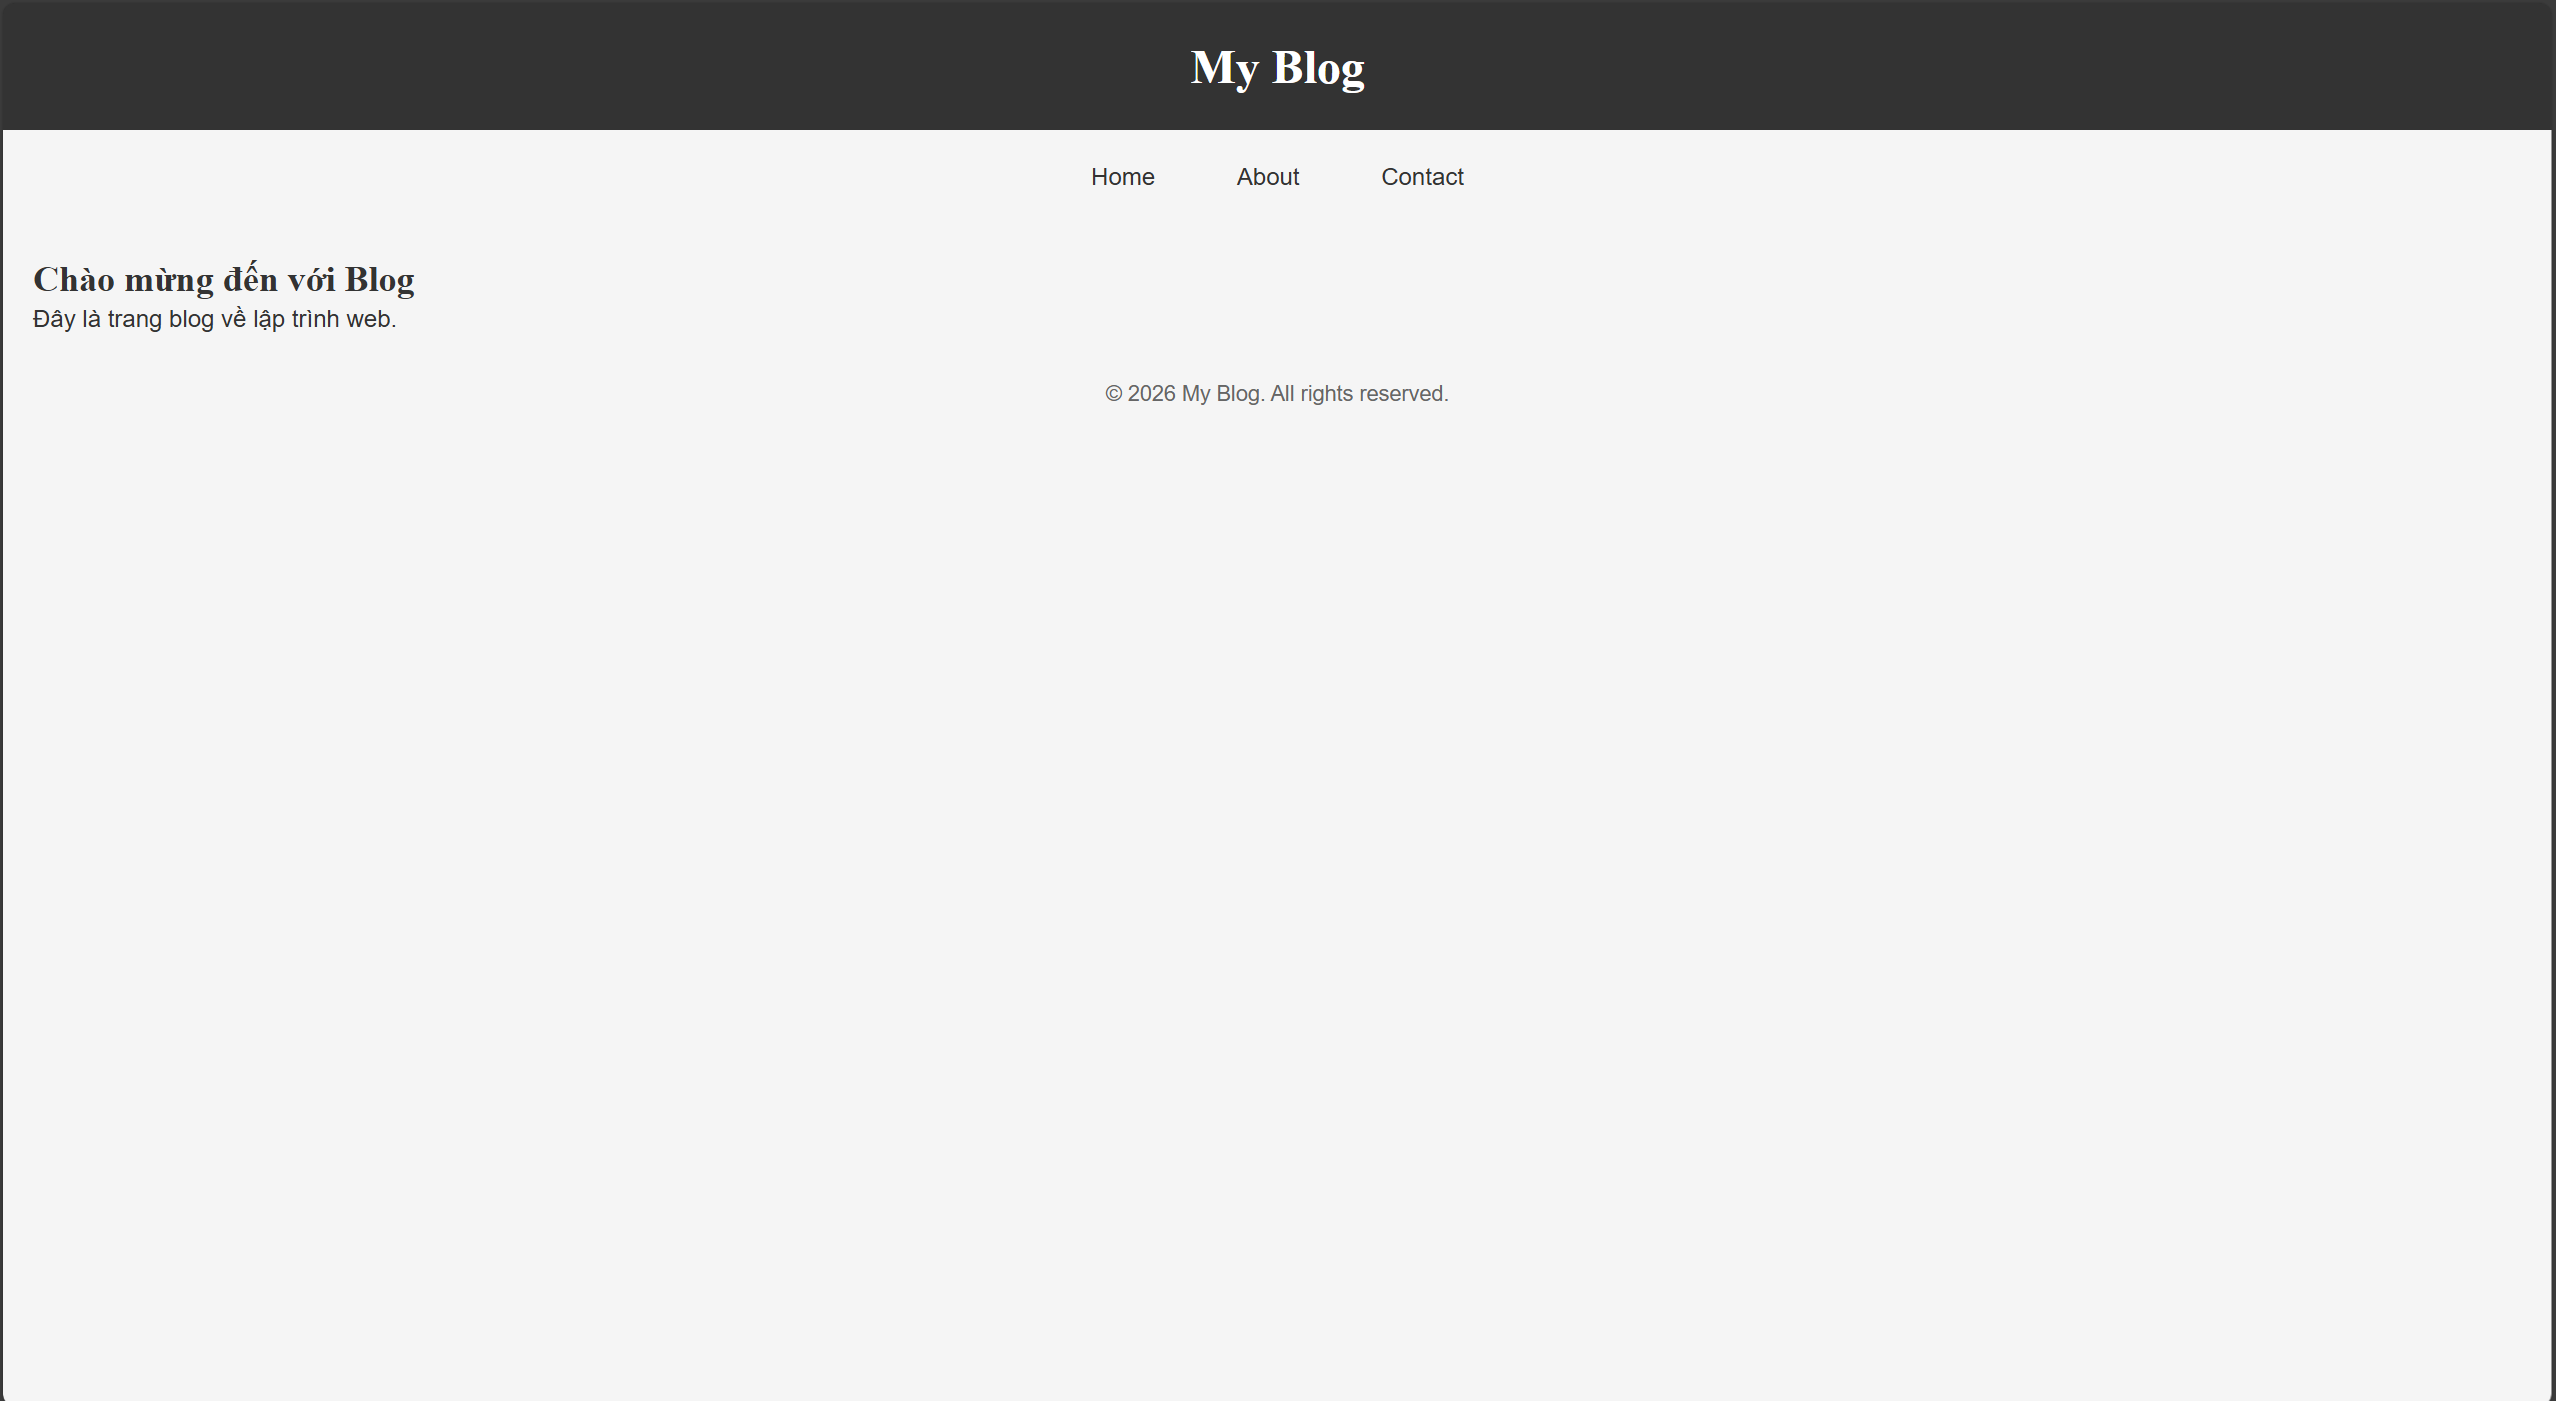 My Blog
Home About Contact
Chào mừng đến với Blog
Đây là trang blog về lập trình web.
© 2026 My Blog. All rights reserved.